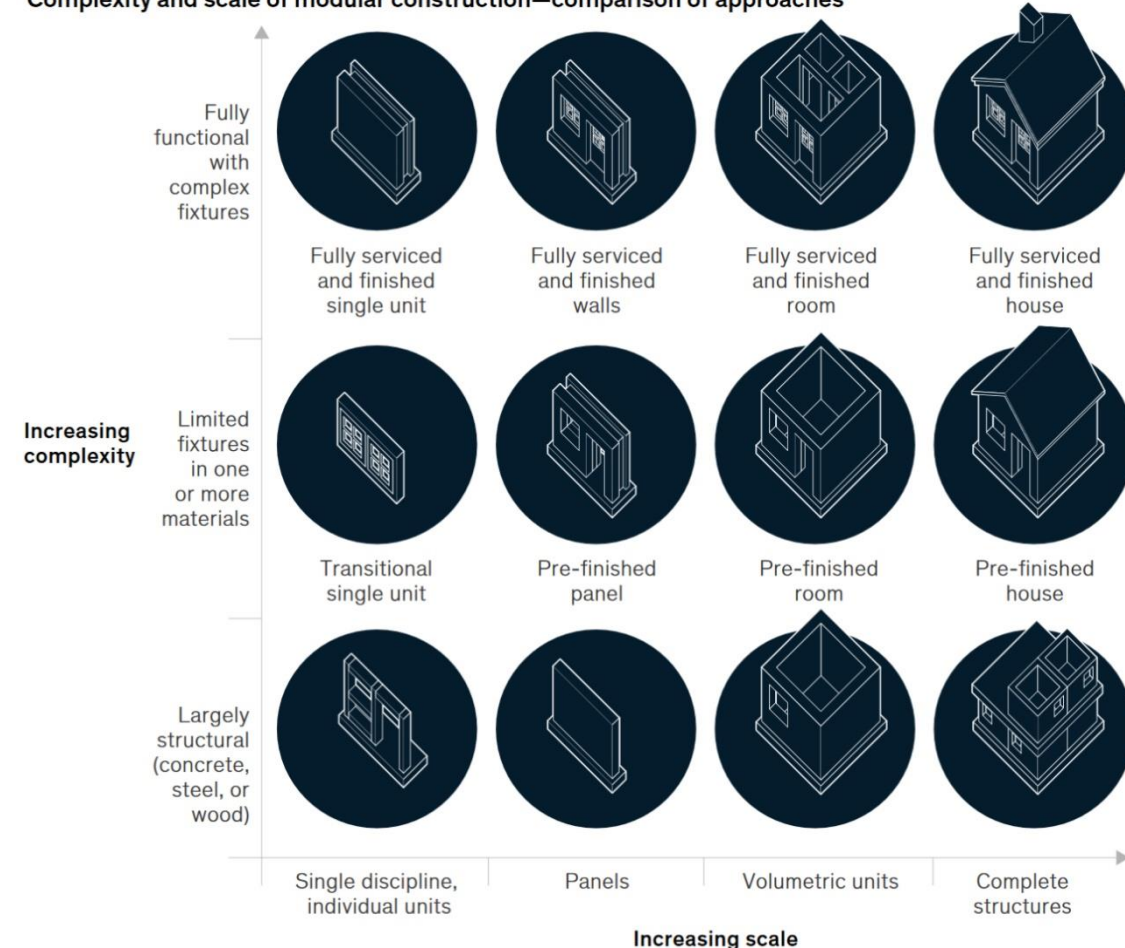 Complexity and scale of modular construction—comparison of approaches
Fully
functional
with
complex
fixtures
Fully serviced
and finished
single unit
Fully serviced
and finished
walls
Fully serviced
and finished
room
Fully serviced
and finished
house
Increasing
complexity
Limited
fixtures
in one
or more
materials
Transitional
single unit
Pre-finished
panel
Pre-finished
room
Pre-finished
house
Largely
structural
(concrete,
steel, or
wood)
Single discipline,
individual units
Panels
Volumetric units
Complete
structures
Increasing scale